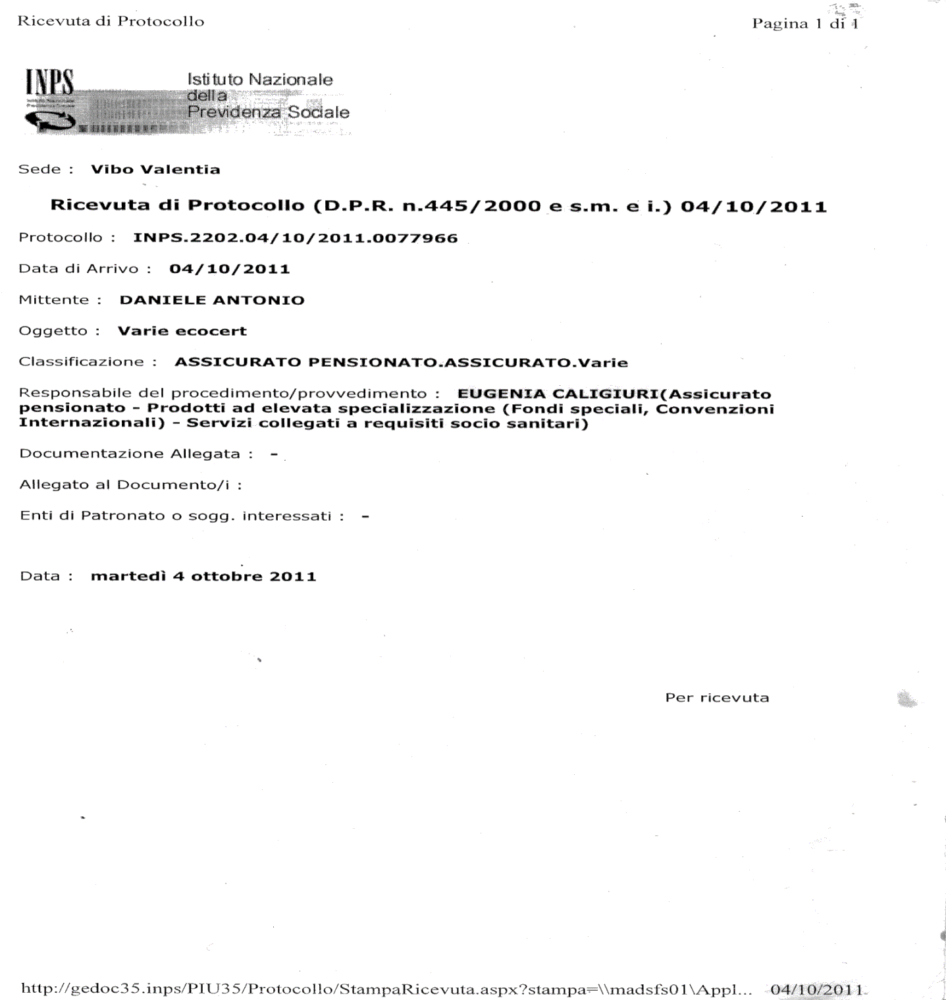 Ricevuta di Protocollo
Pagina 1 di 1
INPS
Istituto Nazionale
della
Previdenza Sociale
Sede : Vibo Valentia
Ricevuta di Protocollo (D.P.R. n.445/2000 e s.m. e i.) 04/10/2011
Protocollo : INPS.2202.04/10/2011.0077966
Data di Arrivo : 04/10/2011
Mittente : DANIELE ANTONIO
Oggetto : Varie ecocert
Classificazione : ASSICURATO PENSIONATO.ASSICURATO.Varie
Responsabile del procedimento/provvedimento : EUGENIA CALIGIURI(Assicurato
pensionato - Prodotti ad elevata specializzazione (Fondi speciali, Convenzioni
Internazionali) - Servizi collegati a requisiti socio sanitari)
Documentazione Allegata : -
Allegato al Documento/i :
Enti di Patronato o sogg. interessati : -
Data : martedì 4 ottobre 2011
Per ricevuta
http://gedoc35.inps/PIU35/Protocollo/StampaRicevuta.aspx?stampa=\\madsfs01\Appl... 04/10/2011